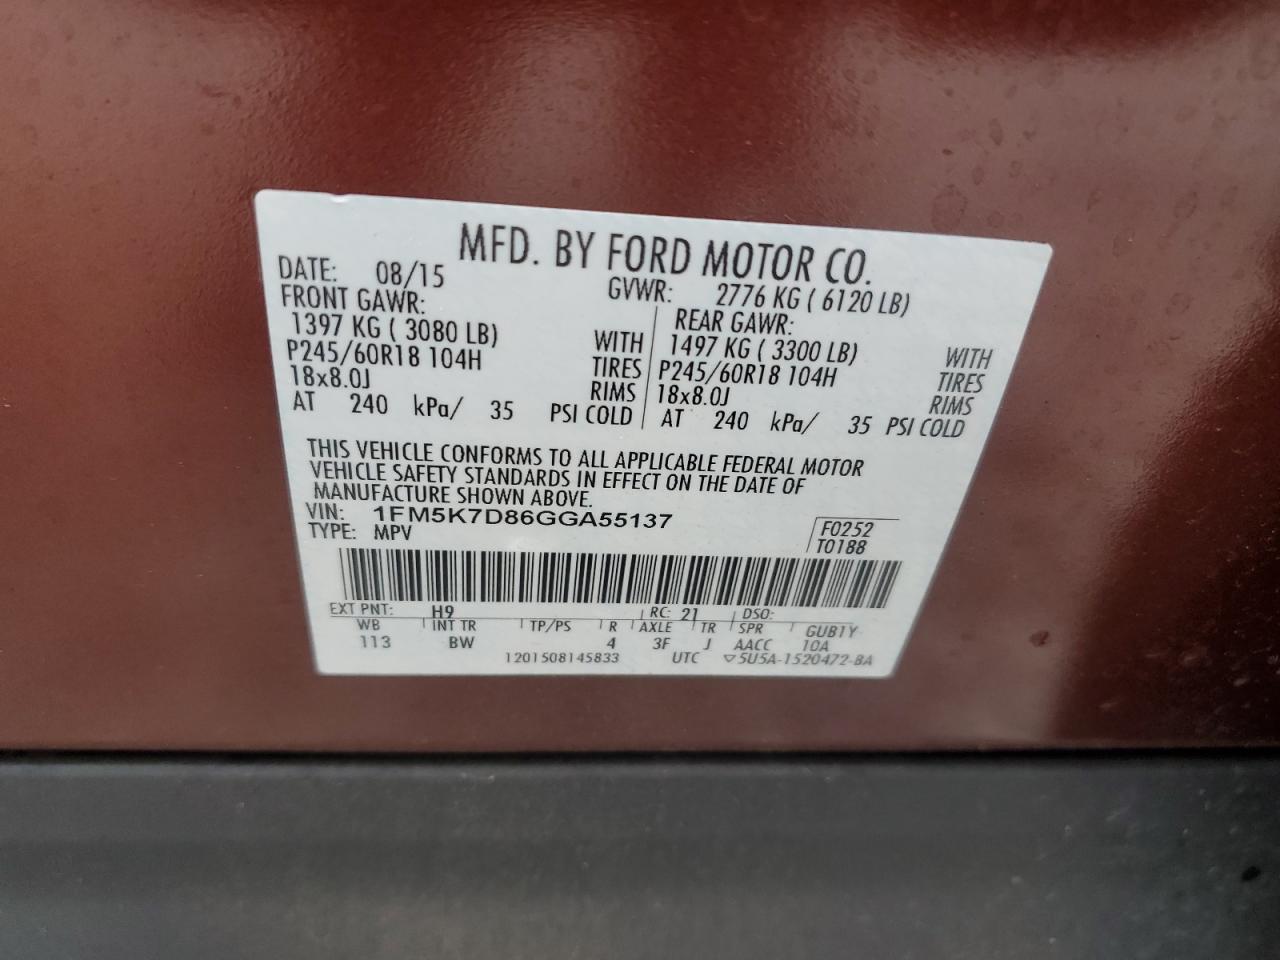 MFD. BY FORD MOTOR CO.
DATE: 08/15 GVWR: 2776 KG ( 6120 LB)
FRONT GAWR: REAR GAWR:
1397 KG ( 3080 LB) WITH 1497 KG ( 3300 LB) WITH
P245/60R18 104H TIRES P245/60R18 104H TIRES
18x8.0J RIMS 18x8.0J RIMS
AT 240 kPa/ 35 PSI COLD AT 240 kPa/ 35 PSI COLD
THIS VEHICLE CONFORMS TO ALL APPLICABLE FEDERAL MOTOR
VEHICLE SAFETY STANDARDS IN EFFECT ON THE DATE OF
MANUFACTURE SHOWN ABOVE.
VIN: 1FM5K7D86GGA55137
TYPE: MPV
F0252
T0188
EXT PNT: H9 RC: 21 DSO:
WB INT TR TP/PS R AXLE TR SPR GUB1Y
113 BW 4 3F J AACC 10A
1201508145833 UTC ▽5U5A-1520472-BA